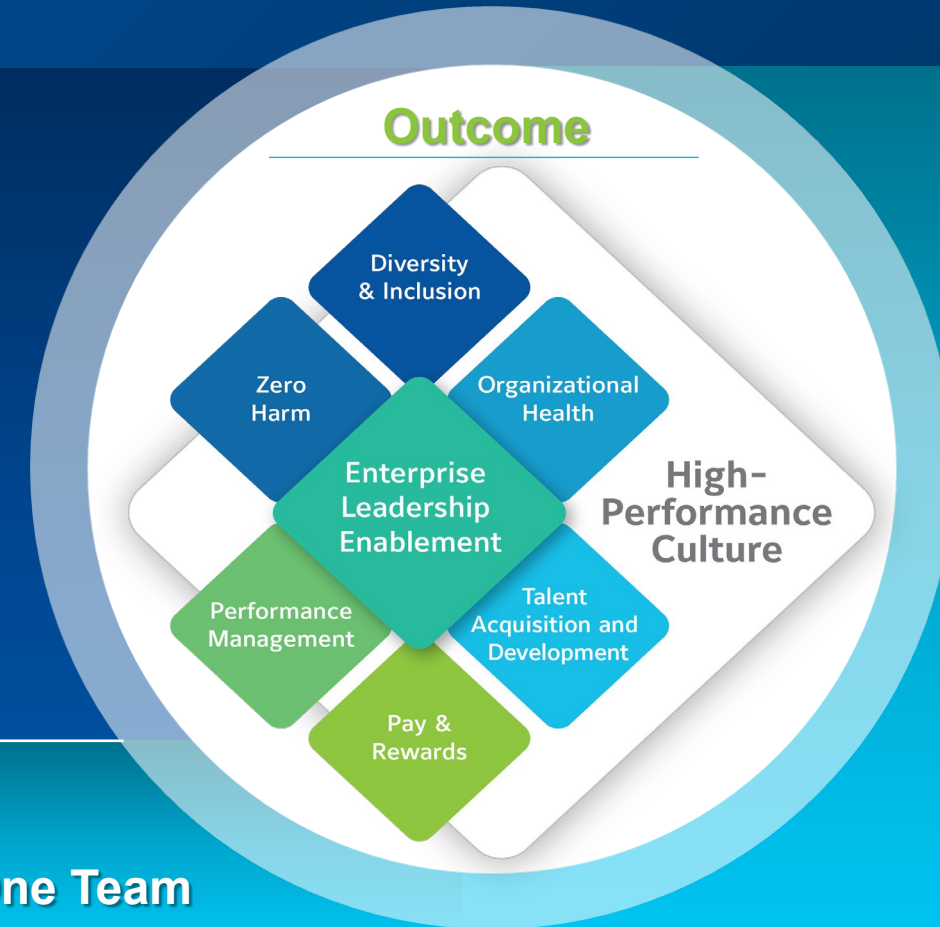 Outcome
Diversity
& Inclusion
Zero
Harm
Organizational
Health
Enterprise
Leadership
Enablement
High-
Performance
Culture
Performance
Management
Talent
Acquisition and
Development
Pay &
Rewards
ne Team